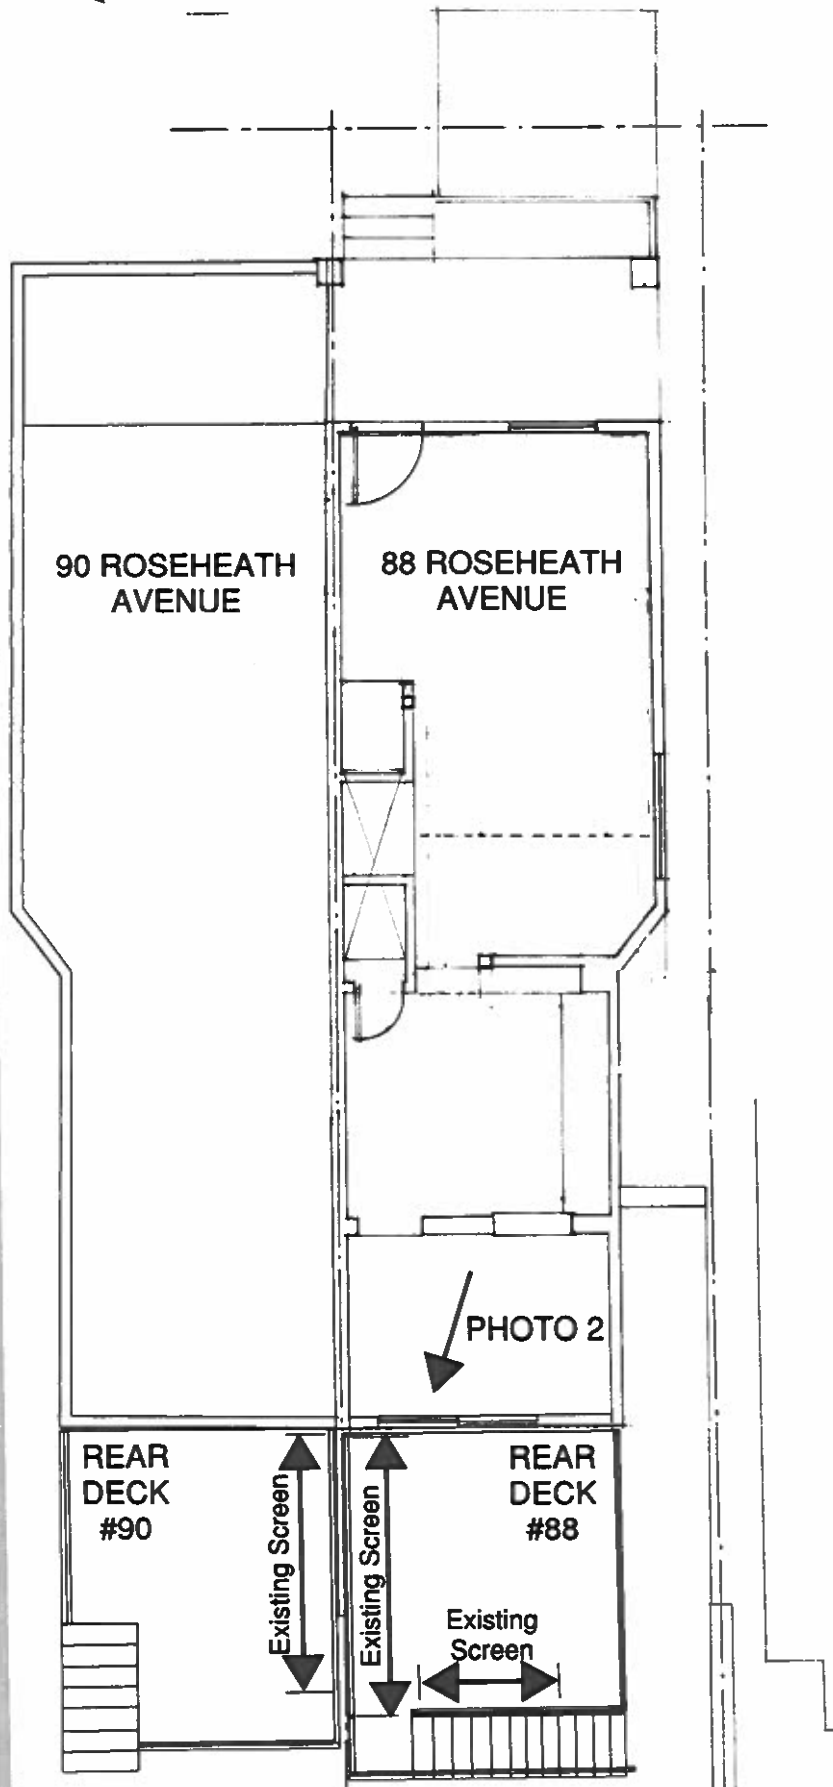 90 ROSEHEATH
AVENUE
88 ROSEHEATH
AVENUE
PHOTO 2
REAR
DECK
#90
Existing Screen
Existing Screen
REAR
DECK
#88
Existing
Screen